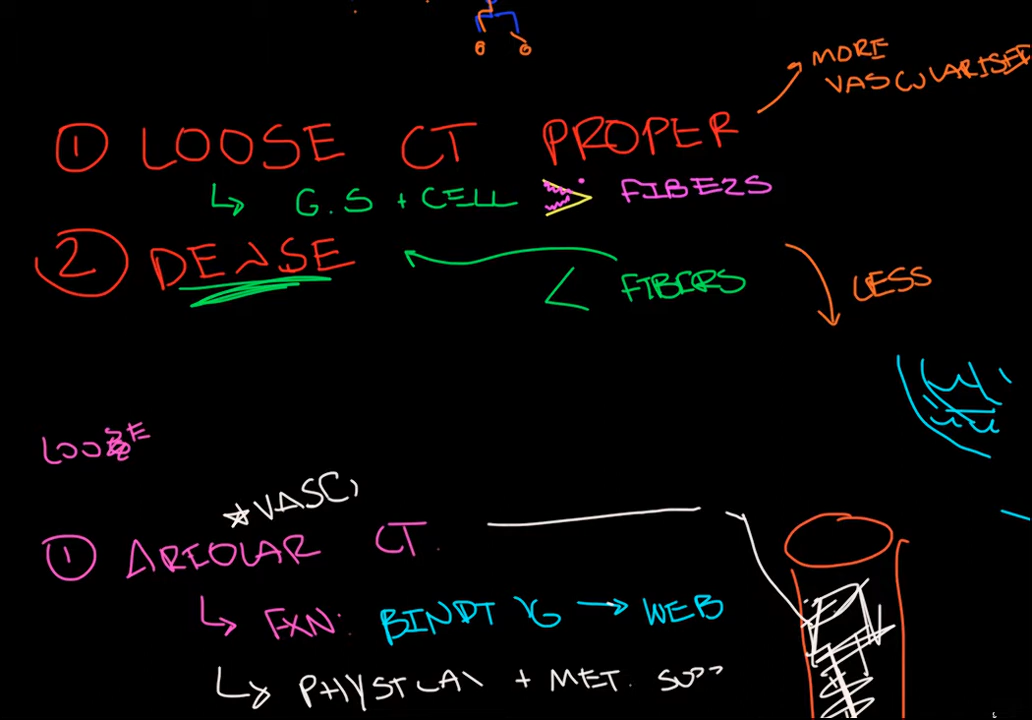 MORE
VASCULARISED
① LOOSE CT PROPER
↳ G.S + CELL > FIBERS
② DENSE < FIBERS
LESS
LOOSE
*VASC
① AREOLAR CT
↳ FXN: BINDING → WEB
↳ PHYSICAL + MET.